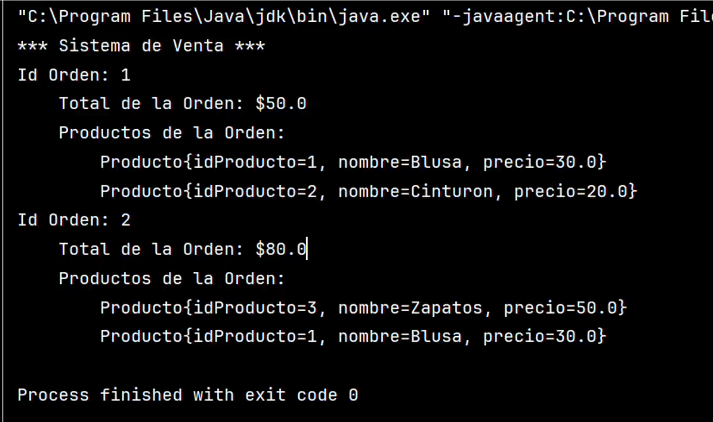 "C:\Program Files\Java\jdk\bin\java.exe" "-javaagent:C:\Program
*** Sistema de Venta ***
Id Orden: 1
Total de la Orden: $50.0
Productos de la Orden:
Producto{idProducto=1, nombre=Blusa, precio=30.0}
Producto{idProducto=2, nombre=Cinturon, precio=20.0}
Id Orden: 2
Total de la Orden: $80.0
Productos de la Orden:
Producto{idProducto=3, nombre=Zapatos, precio=50.0}
Producto{idProducto=1, nombre=Blusa, precio=30.0}
Process finished with exit code 0